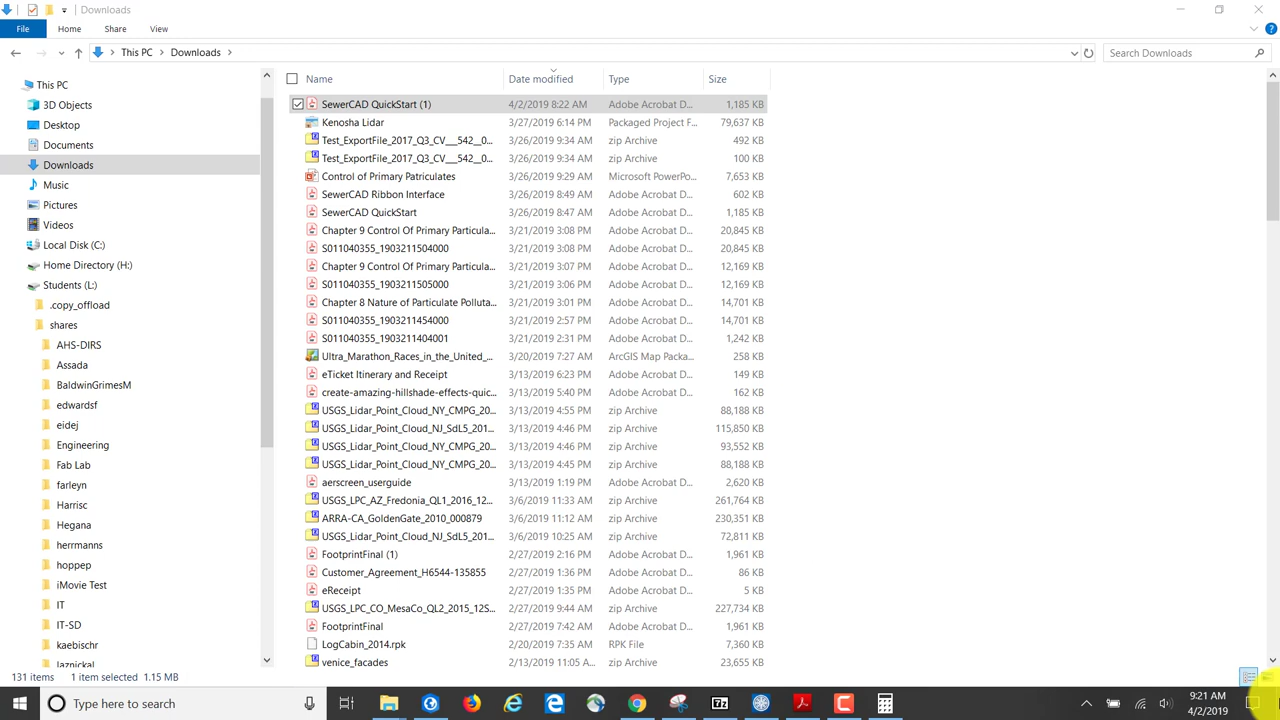 Downloads
File Home Share View
This PC Downloads
Search Downloads
Name Date modified Type Size
This PC
3D Objects
Desktop
Documents
Downloads
Music
Pictures
Videos
Local Disk (C:)
Home Directory (H:)
Students (L:)
.copy_offload
shares
AHS-DIRS
Assada
BaldwinGrimesM
edwardsf
eidej
Engineering
Fab Lab
farleyn
Harrisc
Hegana
herrmanns
hoppep
iMovie Test
IT
IT-SD
kaebischr
laznickal
SewerCAD QuickStart (1) 4/2/2019 8:22 AM Adobe Acrobat D... 1,185 KB
Kenosha Lidar 3/27/2019 6:14 PM Packaged Project F... 79,637 KB
Test_ExportFile_2017_Q3_CV__542__0... 3/26/2019 9:34 AM zip Archive 492 KB
Test_ExportFile_2017_Q3_CV__542__0... 3/26/2019 9:34 AM zip Archive 100 KB
Control of Primary Patriculates 3/26/2019 9:29 AM Microsoft PowerPo... 7,653 KB
SewerCAD Ribbon Interface 3/26/2019 8:49 AM Adobe Acrobat D... 602 KB
SewerCAD QuickStart 3/26/2019 8:47 AM Adobe Acrobat D... 1,185 KB
Chapter 9 Control Of Primary Particula... 3/21/2019 3:08 PM Adobe Acrobat D... 20,845 KB
S011040355_1903211504000 3/21/2019 3:08 PM Adobe Acrobat D... 20,845 KB
Chapter 9 Control Of Primary Particula... 3/21/2019 3:07 PM Adobe Acrobat D... 12,169 KB
S011040355_1903211505000 3/21/2019 3:06 PM Adobe Acrobat D... 12,169 KB
Chapter 8 Nature of Particulate Polluta... 3/21/2019 3:01 PM Adobe Acrobat D... 14,701 KB
S011040355_1903211454000 3/21/2019 2:57 PM Adobe Acrobat D... 14,701 KB
S011040355_1903211404001 3/21/2019 2:31 PM Adobe Acrobat D... 1,242 KB
Ultra_Marathon_Races_in_the_United_... 3/20/2019 7:27 AM ArcGIS Map Packa... 258 KB
eTicket Itinerary and Receipt 3/13/2019 6:23 PM Adobe Acrobat D... 149 KB
create-amazing-hillshade-effects-quic... 3/13/2019 5:40 PM Adobe Acrobat D... 162 KB
USGS_Lidar_Point_Cloud_NY_CMPG_20... 3/13/2019 4:55 PM zip Archive 88,188 KB
USGS_Lidar_Point_Cloud_NJ_SdL5_201... 3/13/2019 4:46 PM zip Archive 115,850 KB
USGS_Lidar_Point_Cloud_NY_CMPG_20... 3/13/2019 4:46 PM zip Archive 93,552 KB
USGS_Lidar_Point_Cloud_NY_CMPG_20... 3/13/2019 4:45 PM zip Archive 88,188 KB
aerscreen_userguide 3/13/2019 1:19 PM Adobe Acrobat D... 2,620 KB
USGS_LPC_AZ_Fredonia_QL1_2016_12... 3/6/2019 11:33 AM zip Archive 261,764 KB
ARRA-CA_GoldenGate_2010_000879 3/6/2019 11:12 AM zip Archive 230,351 KB
USGS_Lidar_Point_Cloud_NJ_SdL5_201... 3/6/2019 10:25 AM zip Archive 72,811 KB
FootprintFinal (1) 2/27/2019 2:16 PM Adobe Acrobat D... 1,961 KB
Customer_Agreement_H6544-135855 2/27/2019 1:36 PM Adobe Acrobat D... 86 KB
eReceipt 2/27/2019 1:35 PM Adobe Acrobat D... 5 KB
USGS_LPC_CO_MesaCo_QL2_2015_12S... 2/27/2019 9:44 AM zip Archive 227,734 KB
FootprintFinal 2/27/2019 7:42 AM Adobe Acrobat D... 1,961 KB
LogCabin_2014.rpk 2/20/2019 7:35 AM RPK File 7,360 KB
venice_facades 2/13/2019 11:05 A... zip Archive 23,655 KB
131 items 1 item selected 1.15 MB
Type here to search
7z
9:21 AM
4/2/2019